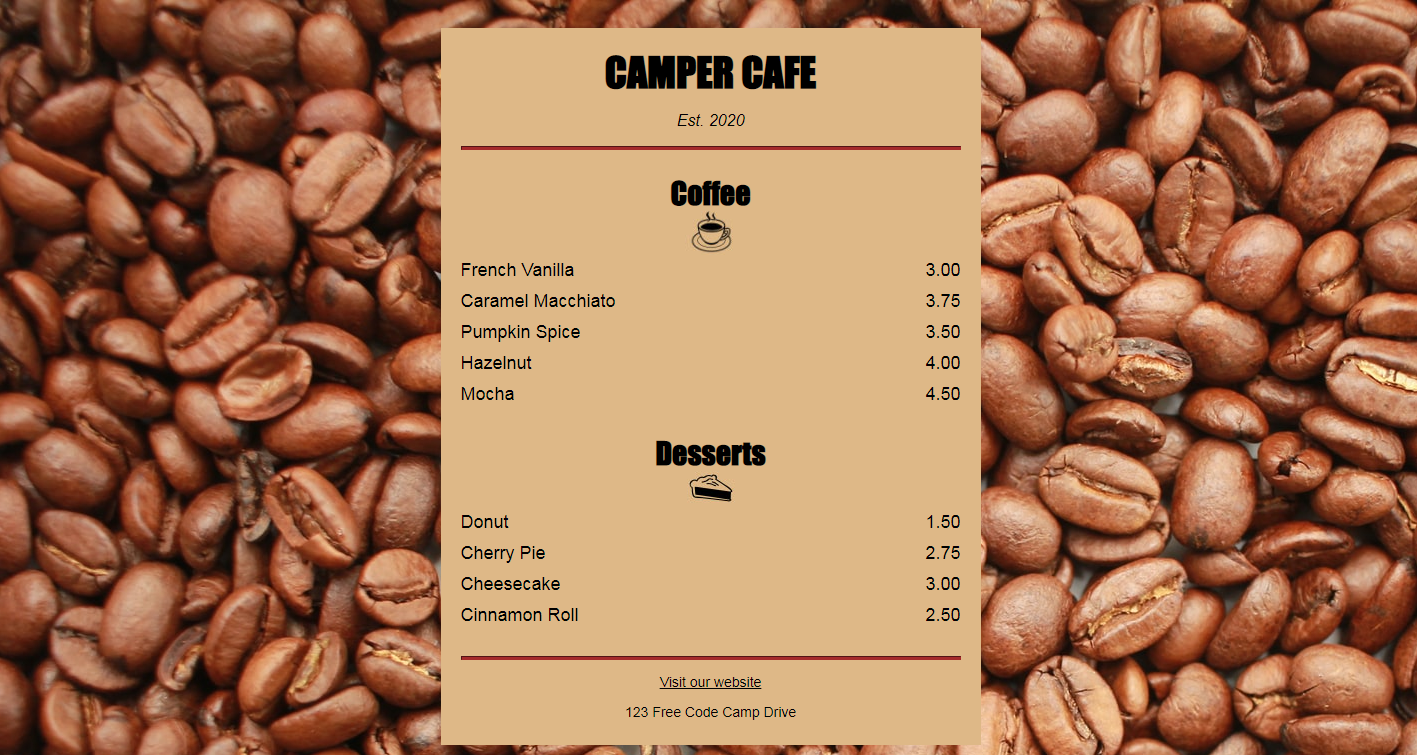 CAMPER CAFE
Est. 2020
Coffee
French Vanilla 3.00
Caramel Macchiato 3.75
Pumpkin Spice 3.50
Hazelnut 4.00
Mocha 4.50
Desserts
Donut 1.50
Cherry Pie 2.75
Cheesecake 3.00
Cinnamon Roll 2.50
Visit our website
123 Free Code Camp Drive